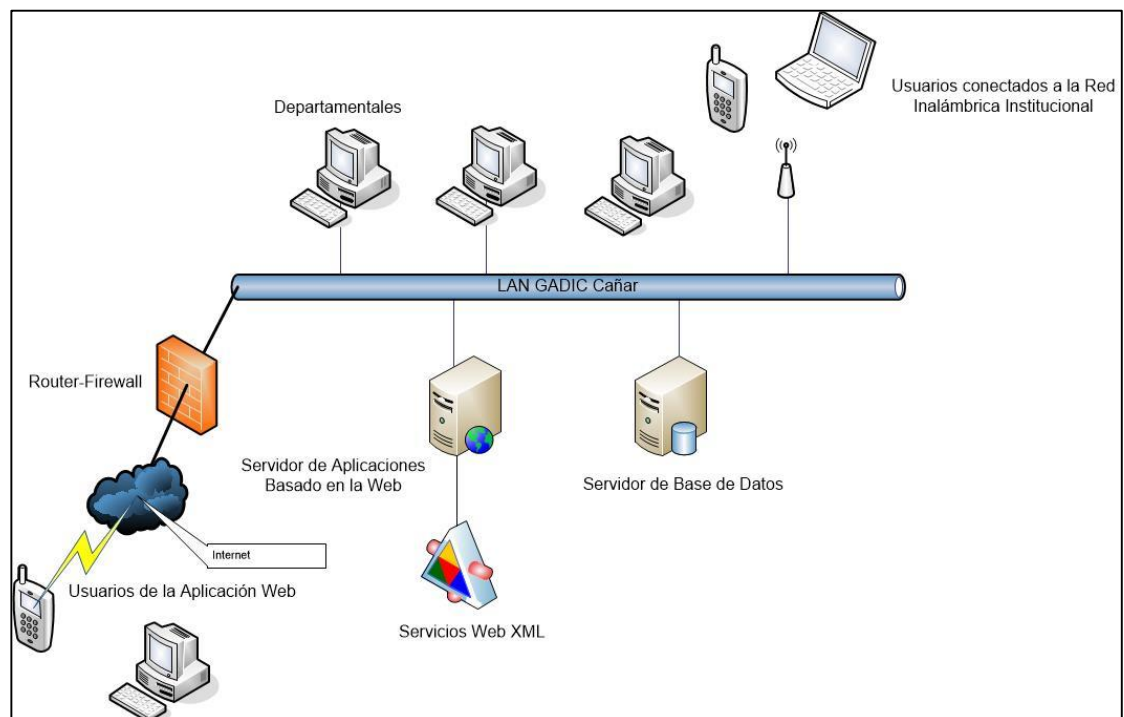 Departamentales
Usuarios conectados a la Red
Inalámbrica Institucional
LAN GADIC Cañar
Router-Firewall
Servidor de Aplicaciones
Basado en la Web
Servidor de Base de Datos
Internet
Usuarios de la Aplicación Web
Servicios Web XML